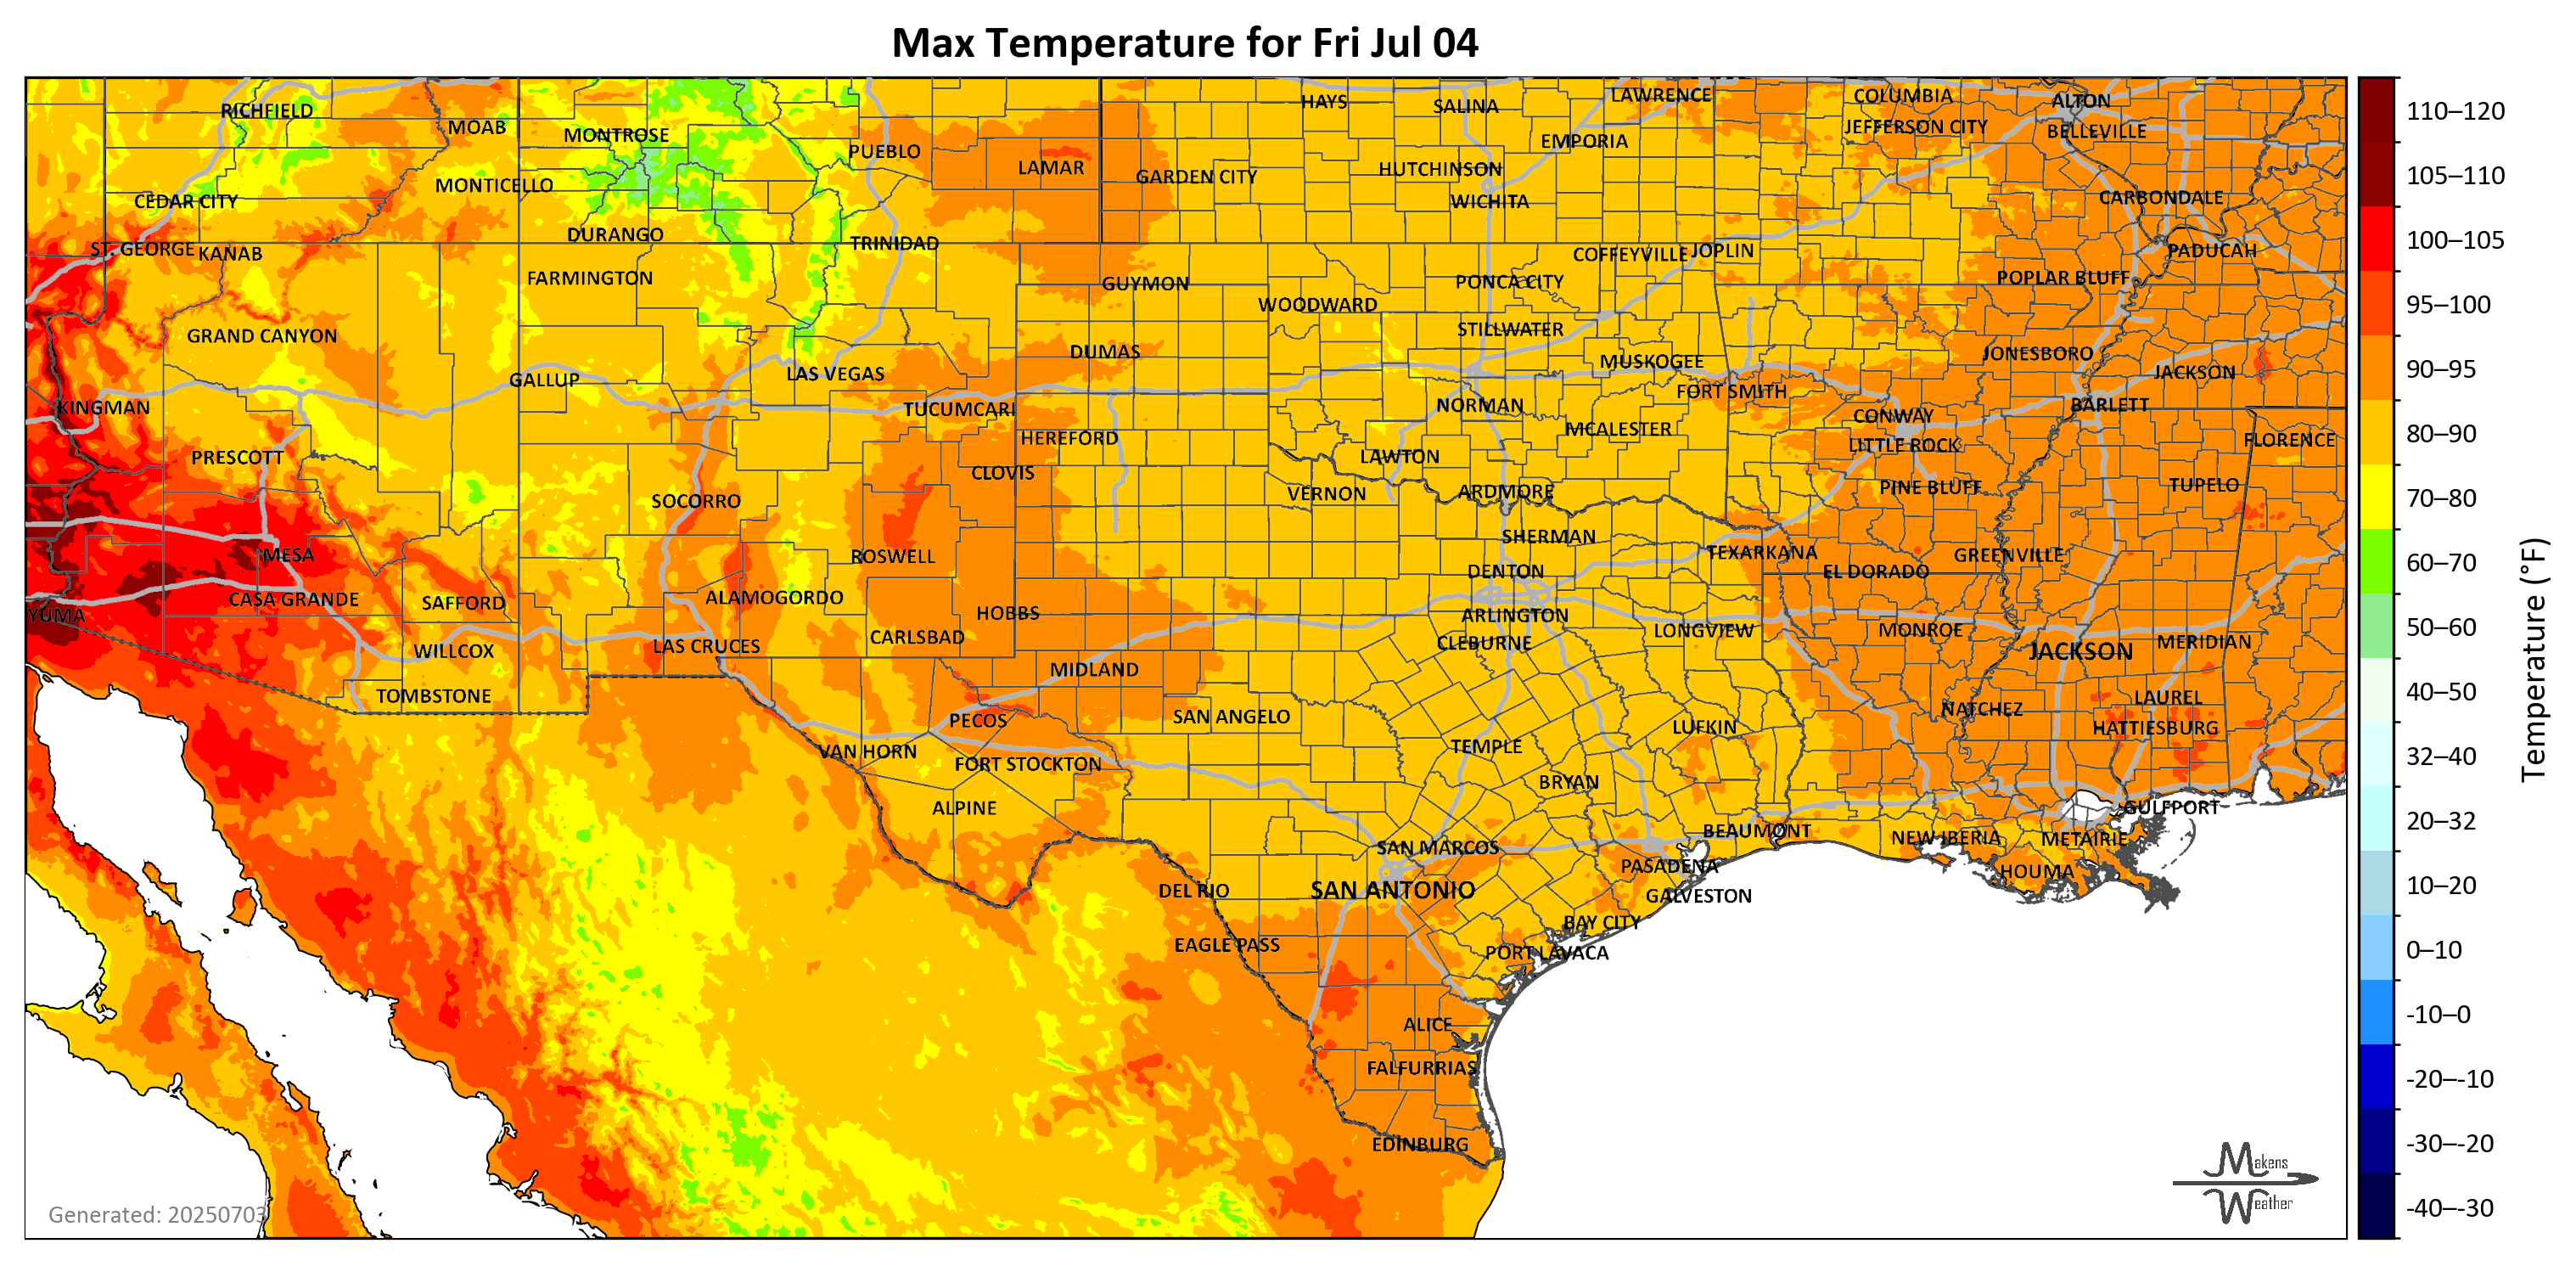 Max Temperature for Fri Jul 04
RICHFIELD
MOAB
MONTROSE
PUEBLO
LAMAR
HAYS
SALINA
LAWRENCE
COLUMBIA
ALTON
EMPORIA
JEFFERSON CITY
BELLEVILLE
GARDEN CITY
HUTCHINSON
MONTICELLO
CEDAR CITY
WICHITA
CARBONDALE
DURANGO
TRINIDAD
ST. GEORGE
KANAB
COFFEYVILLE
JOPLIN
PADUCAH
FARMINGTON
GUYMON
PONCA CITY
POPLAR BLUFF
WOODWARD
GRAND CANYON
STILLWATER
DUMAS
MUSKOGEE
JONESBORO
GALLUP
LAS VEGAS
FORT SMITH
JACKSON
KINGMAN
TUCUMCARI
NORMAN
CONWAY
BARLETT
HEREFORD
MCALESTER
LITTLE ROCK
FLORENCE
PRESCOTT
CLOVIS
LAWTON
SOCORRO
VERNON
ARDMORE
PINE BLUFF
TUPELO
MESA
ROSWELL
SHERMAN
TEXARKANA
GREENVILLE
DENTON
EL DORADO
CASA GRANDE
SAFFORD
ALAMOGORDO
HOBBS
ARLINGTON
YUMA
CARLSBAD
CLEBURNE
LONGVIEW
MONROE
MERIDIAN
WILLCOX
LAS CRUCES
MIDLAND
JACKSON
TOMBSTONE
PECOS
SAN ANGELO
LUFKIN
NATCHEZ
LAUREL
VAN HORN
FORT STOCKTON
TEMPLE
HATTIESBURG
ALPINE
BRYAN
GULFPORT
SAN MARCOS
BEAUMONT
NEW IBERIA
METAIRIE
DEL RIO
SAN ANTONIO
PASADENA
HOUMA
GALVESTON
EAGLE PASS
BAY CITY
PORT LAVACA
ALICE
FALFURRIAS
EDINBURG
Generated: 20250703
Makens
Weather
110–120
105–110
100–105
95–100
90–95
80–90
70–80
60–70
50–60
40–50
32–40
20–32
10–20
0–10
-10–0
-20–-10
-30–-20
-40–-30
Temperature (°F)